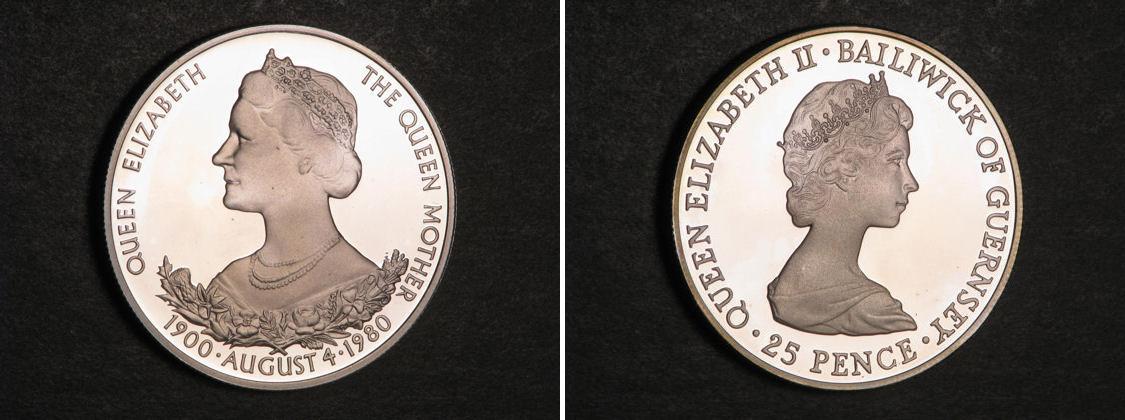 QUEEN ELIZABETH THE QUEEN MOTHER
1900 · AUGUST 4 · 1980
QUEEN ELIZABETH II · BAILIWICK OF GUERNSEY ·
25 PENCE ·